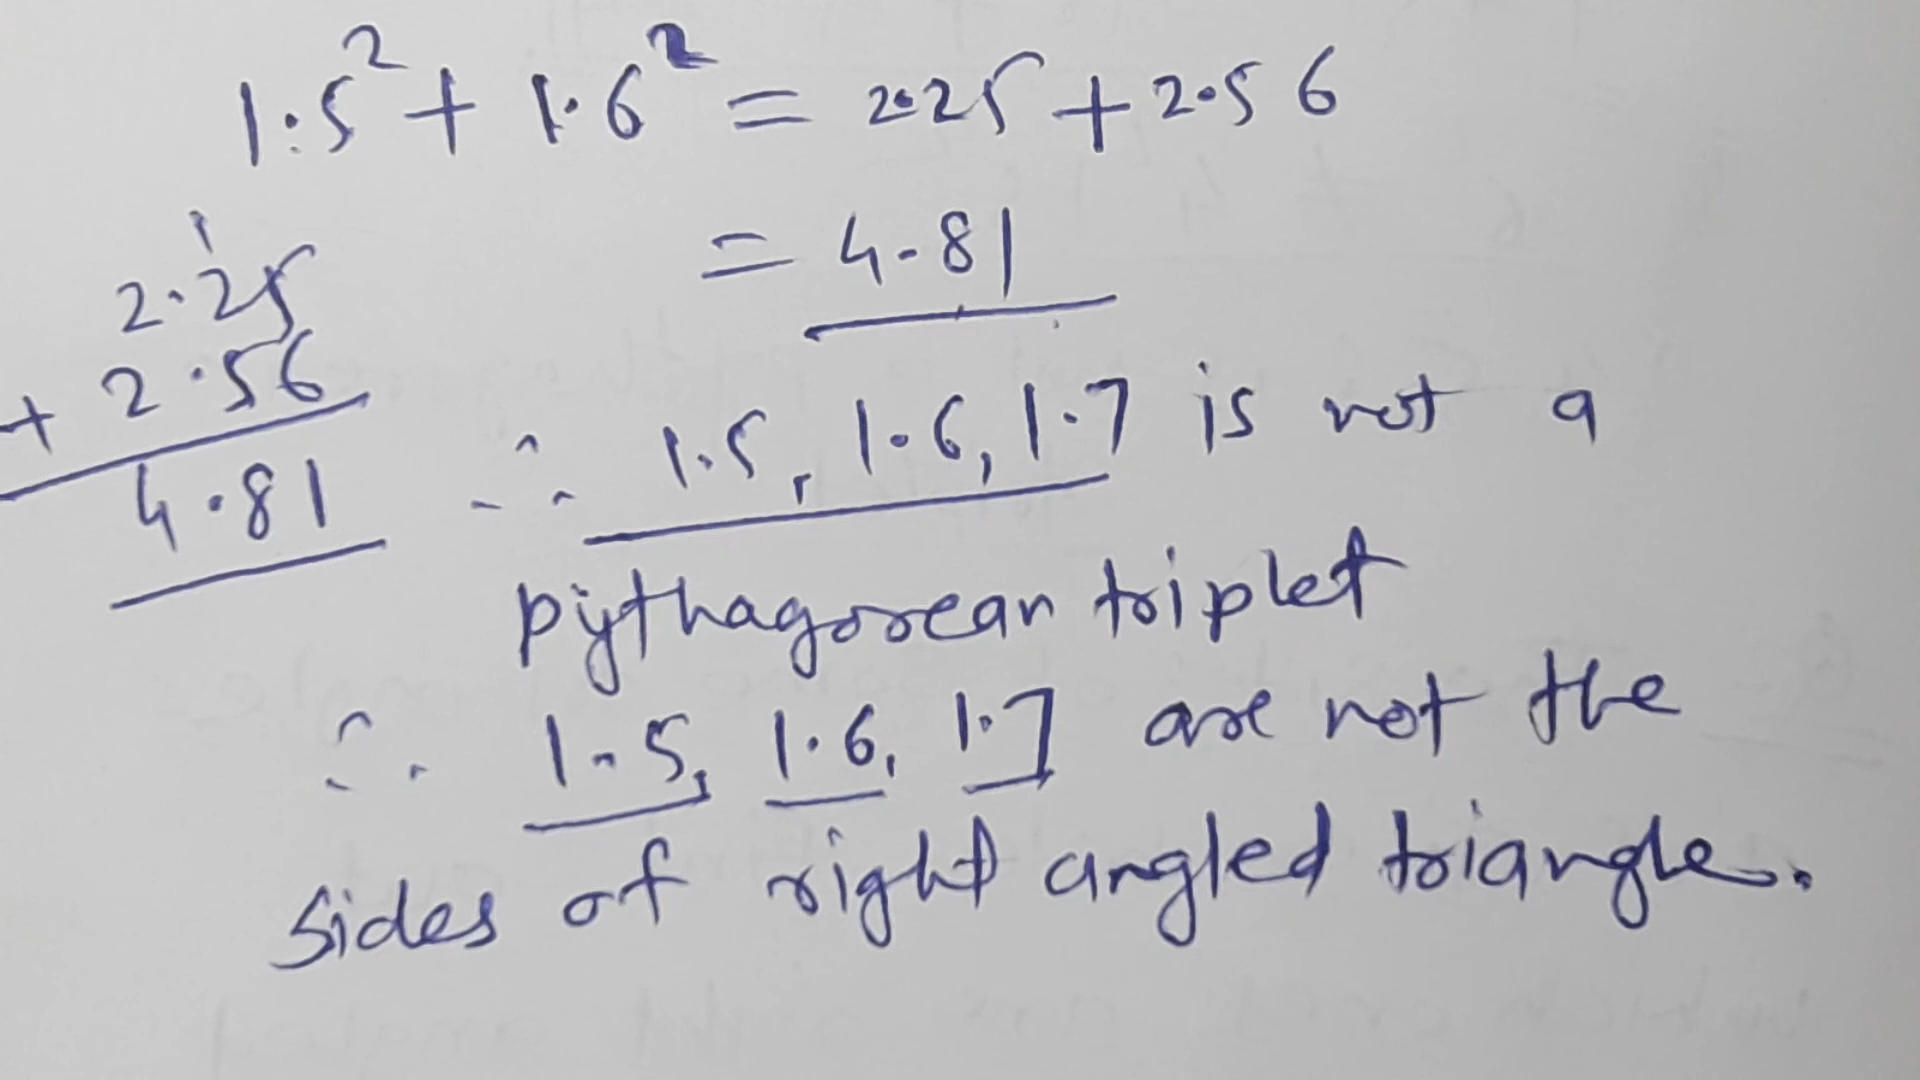 1.5² + 1.6² = 2.25 + 2.56
= 4.81
1
2.25
+ 2.56
4.81
∴ 1.5, 1.6, 1.7 is not a
pythagorean triplet
∴ 1.5, 1.6, 1.7 are not the
sides of right angled triangle.